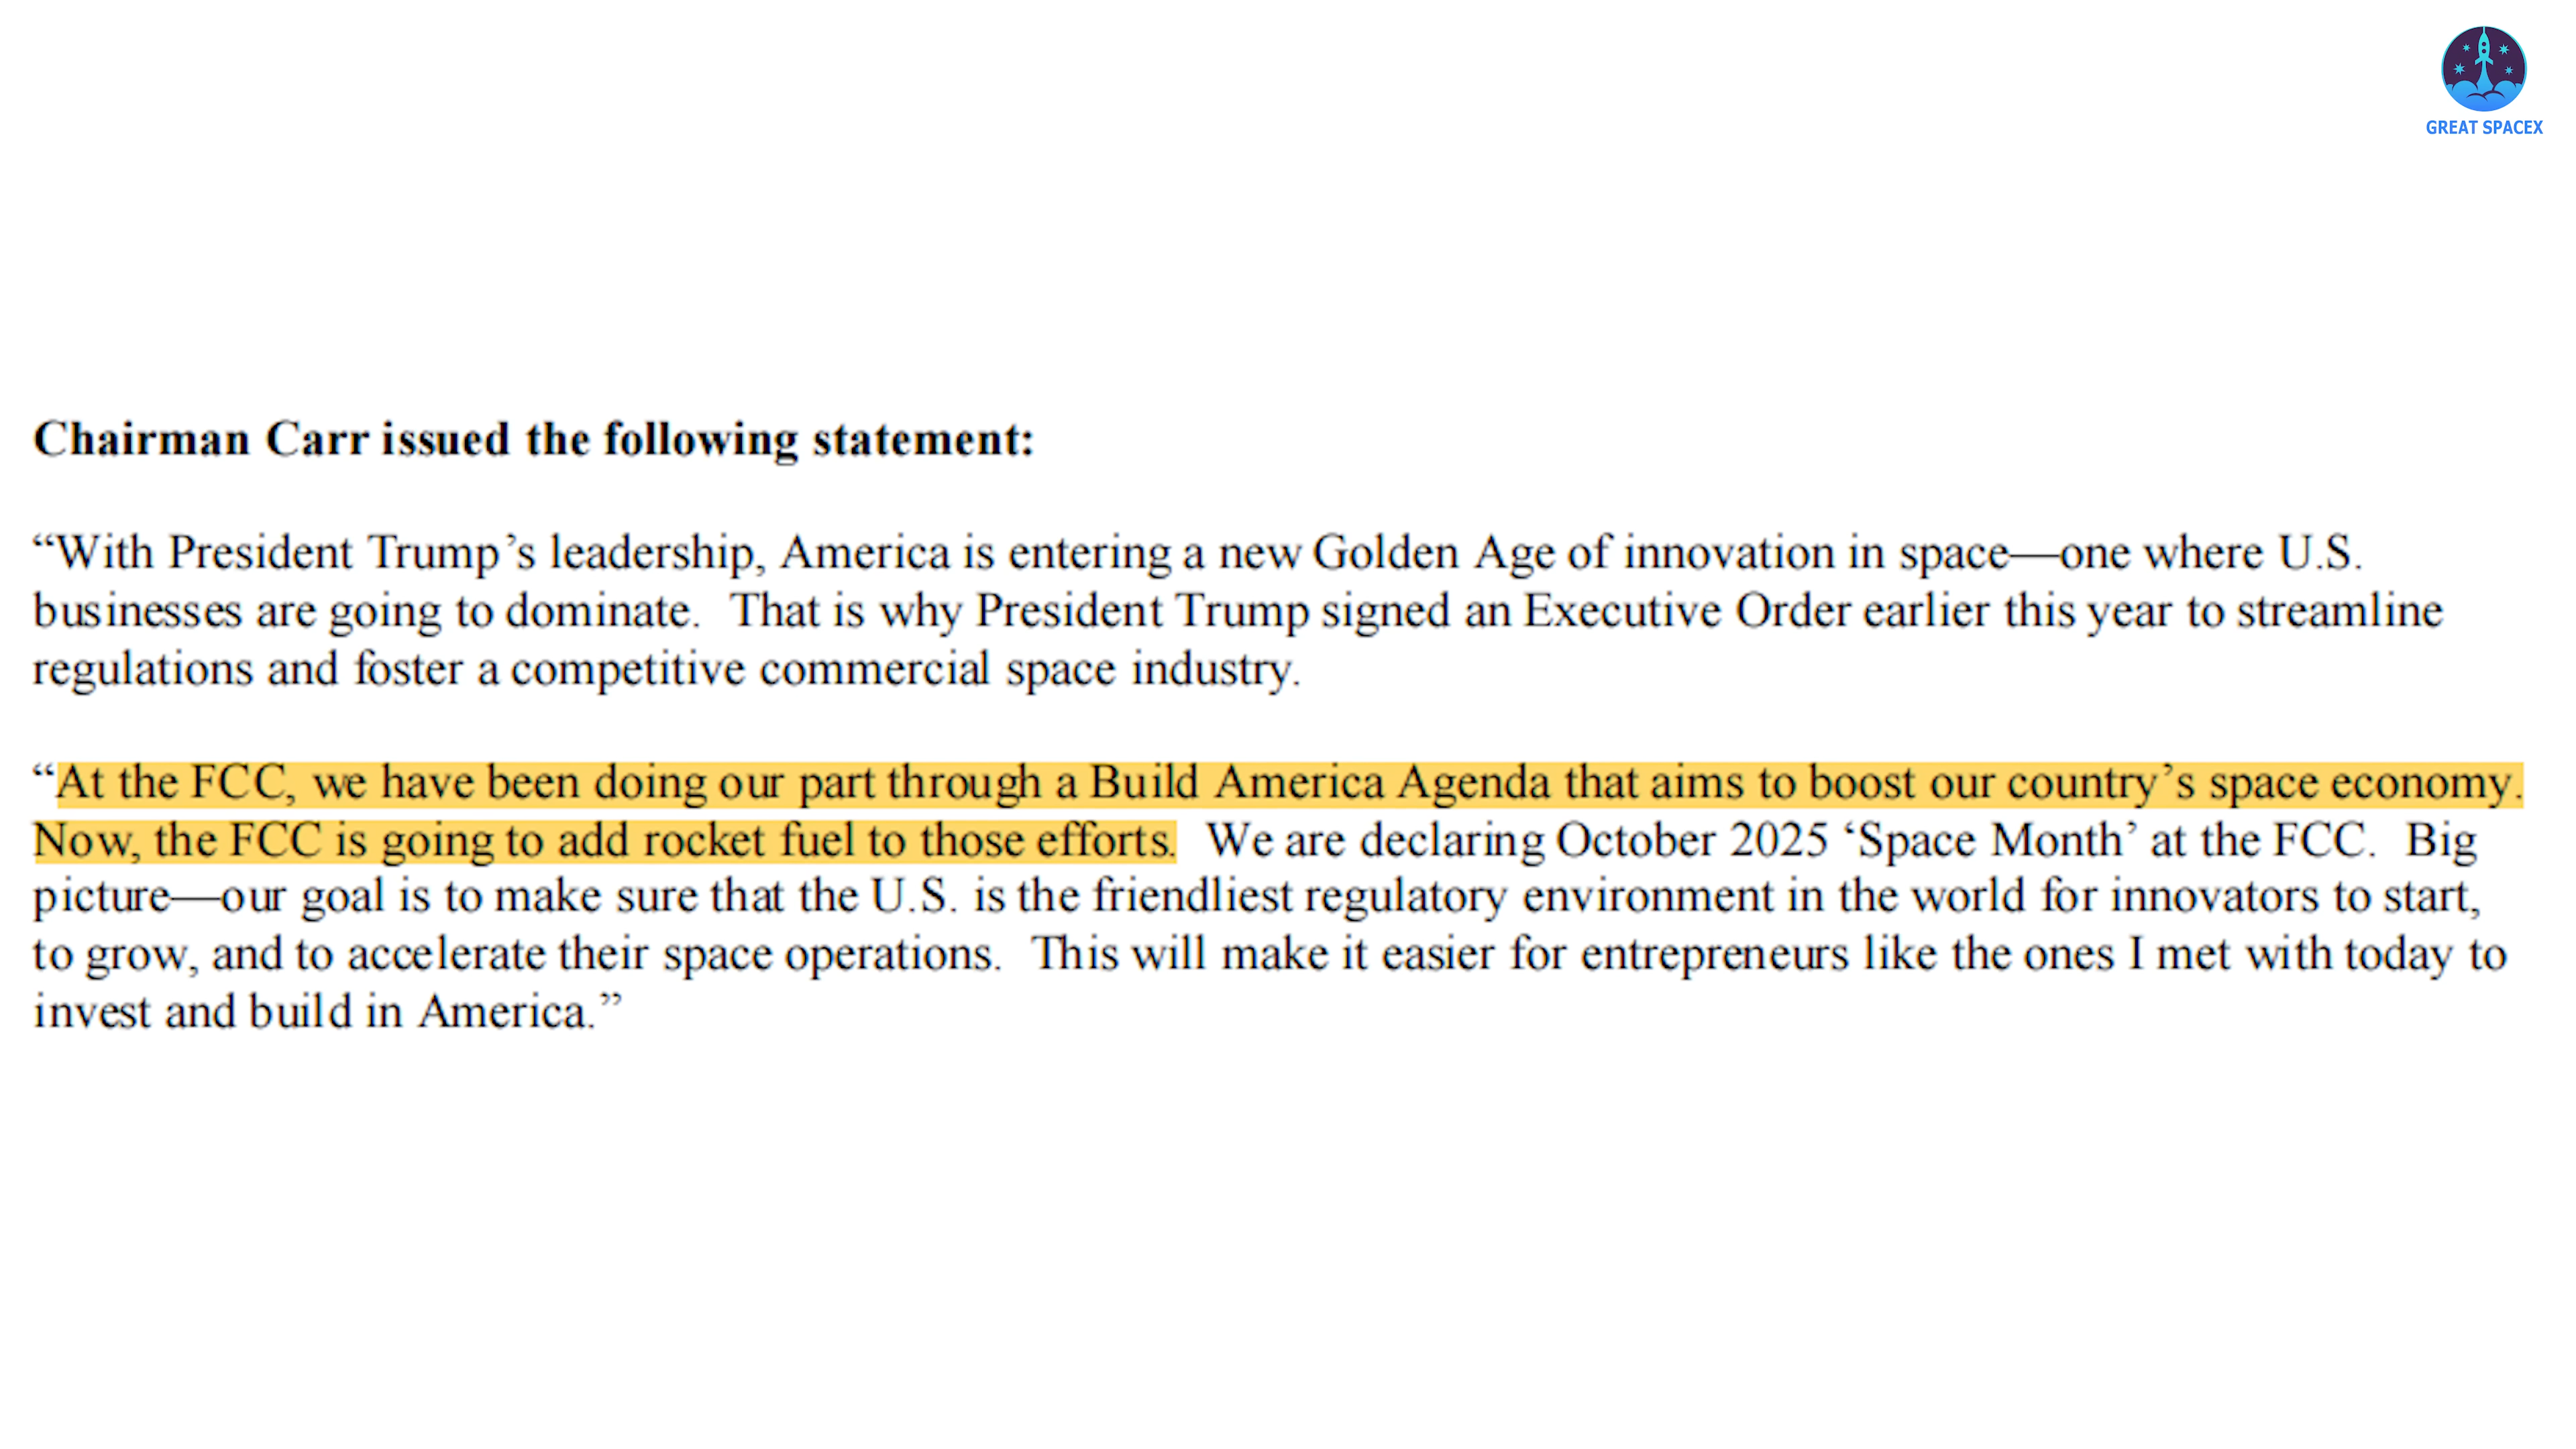 GREAT SPACEX
Chairman Carr issued the following statement:
“With President Trump’s leadership, America is entering a new Golden Age of innovation in space—one where U.S.
businesses are going to dominate.  That is why President Trump signed an Executive Order earlier this year to streamline
regulations and foster a competitive commercial space industry.
“At the FCC, we have been doing our part through a Build America Agenda that aims to boost our country’s space economy.
Now, the FCC is going to add rocket fuel to those efforts.  We are declaring October 2025 ‘Space Month’ at the FCC.  Big
picture—our goal is to make sure that the U.S. is the friendliest regulatory environment in the world for innovators to start,
to grow, and to accelerate their space operations.  This will make it easier for entrepreneurs like the ones I met with today to
invest and build in America.”